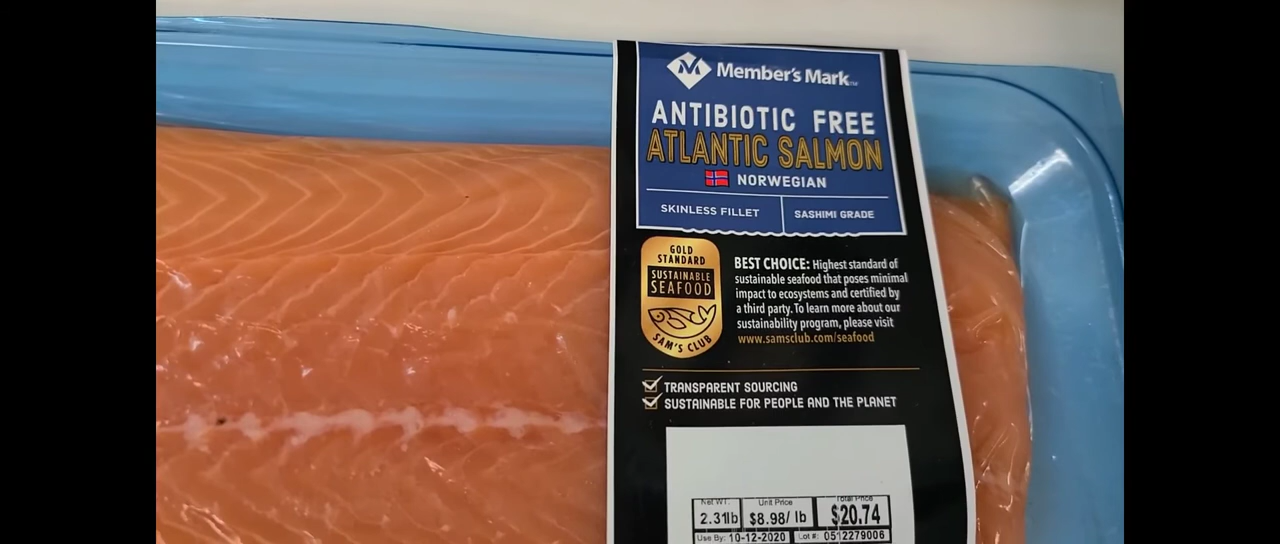 Member's Mark™
ANTIBIOTIC FREE
ATLANTIC SALMON
NORWEGIAN
SKINLESS FILLET
SASHIMI GRADE
GOLD
STANDARD
SUSTAINABLE
SEAFOOD
SAM'S CLUB
BEST CHOICE: Highest standard of
sustainable seafood that poses minimal
impact to ecosystems and certified by
a third party. To learn more about our
sustainability program, please visit
www.samsclub.com/seafood
TRANSPARENT SOURCING
SUSTAINABLE FOR PEOPLE AND THE PLANET
Net WT. Unit Price Total Price
2.31lb $8.98/ lb $20.74
Use By: 10-12-2020 Lot #: 0512279006